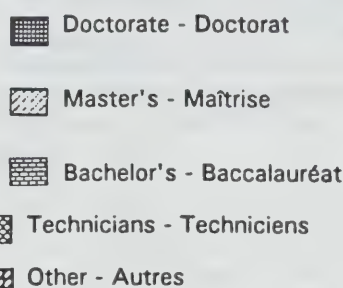 Doctorate - Doctorat
Master's - Maîtrise
Bachelor's - Baccalauréat
Technicians - Techniciens
Other - Autres